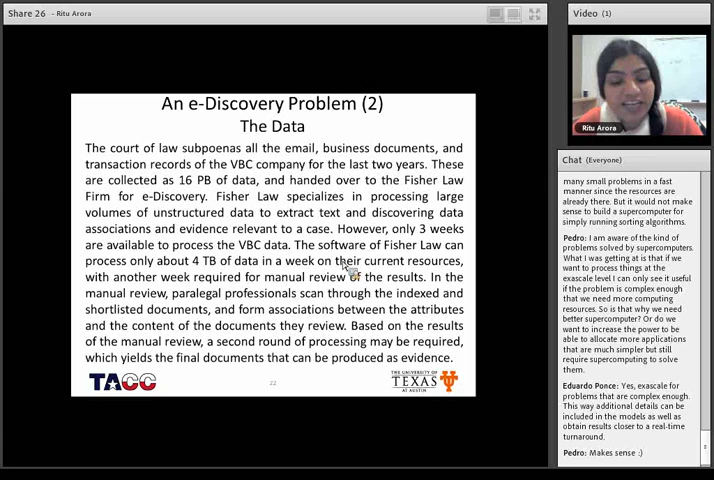 Share 26 - Ritu Arora
An e-Discovery Problem (2)
The Data
The court of law subpoenas all the email, business documents, and
transaction records of the VBC company for the last two years. These
are collected as 16 PB of data, and handed over to the Fisher Law
Firm for e-Discovery. Fisher Law specializes in processing large
volumes of unstructured data to extract text and discovering data
associations and evidence relevant to a case. However, only 3 weeks
are available to process the VBC data. The software of Fisher Law can
process only about 4 TB of data in a week on their current resources,
with another week required for manual review of the results. In the
manual review, paralegal professionals scan through the indexed and
shortlisted documents, and form associations between the attributes
and the content of the documents they review. Based on the results
of the manual review, a second round of processing may be required,
which yields the final documents that can be produced as evidence.
TACC
22
THE UNIVERSITY OF
TEXAS
AT AUSTIN
Video (1)
Ritu Arora
Chat (Everyone)
many small problems in a fast
manner since the resources are
already there. But it would not make
sense to build a supercomputer for
simply running sorting algorithms.
Pedro: I am aware of the kind of
problems solved by supercomputers.
What I was getting at is that if we
want to process things at the
exascale level I can only see it useful
if the problem is complex enough
that we need more computing
resources. So is that why we need
better supercomputer? Or do we
want to increase the power to be
able to allocate more applications
that are much simpler but still
require supercomputing to solve
them.
Eduardo Ponce: Yes, exascale for
problems that are complex enough.
This way additional details can be
included in the models as well as
obtain results closer to a real-time
turnaround.
Pedro: Makes sense :)